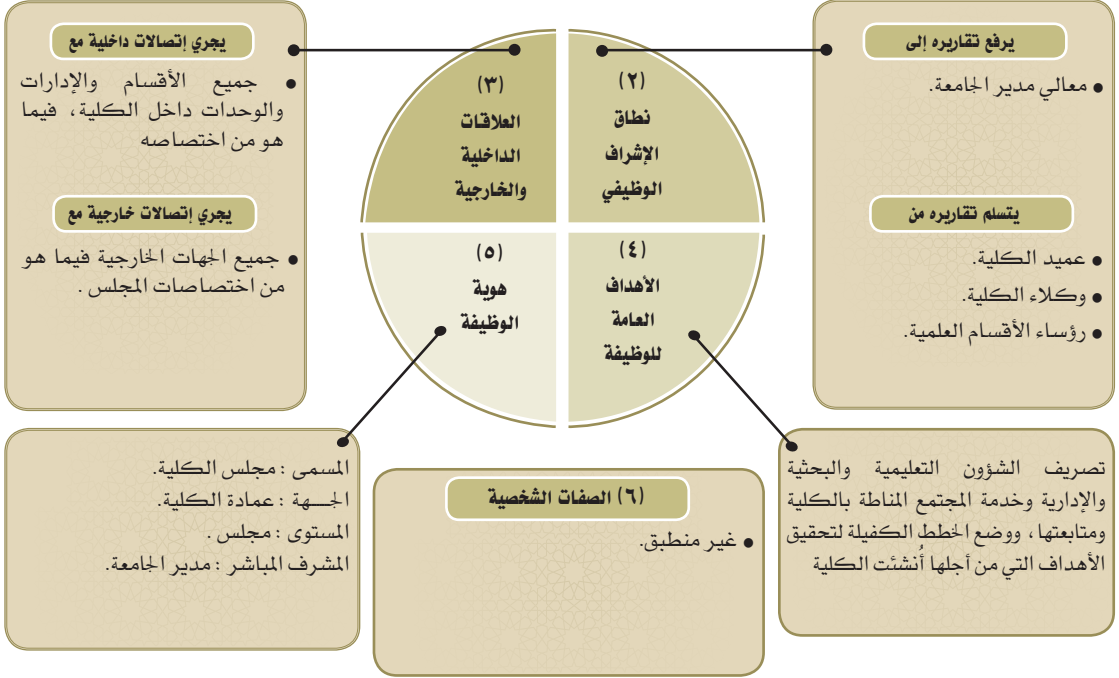 يرفع تقاريره إلى
• معالي مدير الجامعة.
يتسلم تقاريره من
• عميد الكلية.
• وكلاء الكلية.
• رؤساء الأقسام العلمية.
(٢)
نطاق
الإشراف
الوظيفي
(٣)
العلاقات
الداخلية
والخارجية
يجري إتصالات داخلية مع
• جميع الأقسام والإدارات
والوحدات داخل الكلية، فيما
هو من اختصاصه
يجري إتصالات خارجية مع
• جميع الجهات الخارجية فيما هو
من اختصاصات المجلس .
(٤)
الأهداف
العامة
للوظيفة
(٥)
هوية
الوظيفة
تصريف الشؤون التعليمية والبحثية
والإدارية وخدمة المجتمع المناطة بالكلية
ومتابعتها، ووضع الخطط الكفيلة لتحقيق
الأهداف التي من أجلها أُنشئت الكلية
(٦) الصفات الشخصية
• غير منطبق.
المسمى : مجلس الكلية.
الجـــهة : عمادة الكلية.
المستوى : مجلس .
المشرف المباشر : مدير الجامعة.